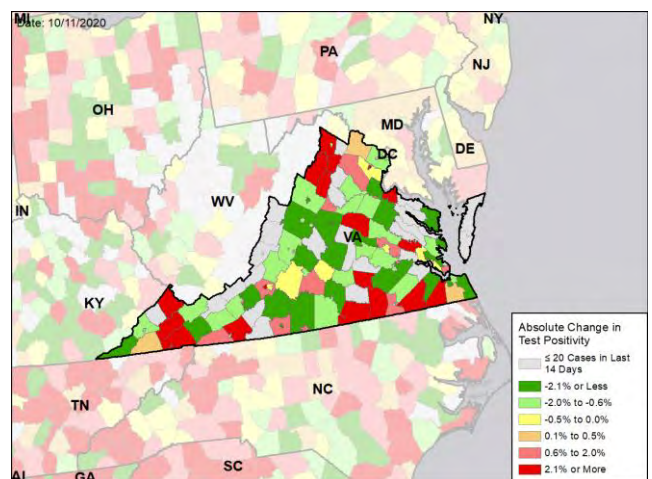 Date: 10/11/2020
MI
NY
PA
NJ
OH
MD
DC
DE
IN
WV
VA
KY
TN
NC
SC
AL
GA
Absolute Change in
Test Positivity
≤ 20 Cases in Last
14 Days
-2.1% or Less
-2.0% to -0.6%
-0.5% to 0.0%
0.1% to 0.5%
0.6% to 2.0%
2.1% or More